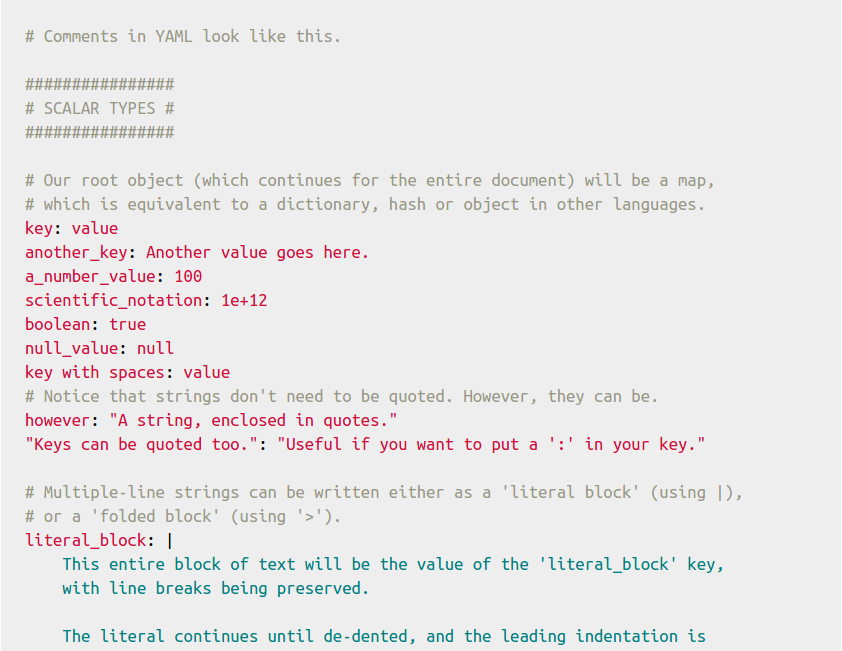 # Comments in YAML look like this.
################
# SCALAR TYPES #
################
# Our root object (which continues for the entire document) will be a map,
# which is equivalent to a dictionary, hash or object in other languages.
key: value
another_key: Another value goes here.
a_number_value: 100
scientific_notation: 1e+12
boolean: true
null_value: null
key with spaces: value
# Notice that strings don't need to be quoted. However, they can be.
however: "A string, enclosed in quotes."
"Keys can be quoted too.": "Useful if you want to put a ':' in your key."
# Multiple-line strings can be written either as a 'literal block' (using |),
# or a 'folded block' (using '>').
literal_block: |
    This entire block of text will be the value of the 'literal_block' key,
    with line breaks being preserved.
    The literal continues until de-dented, and the leading indentation is